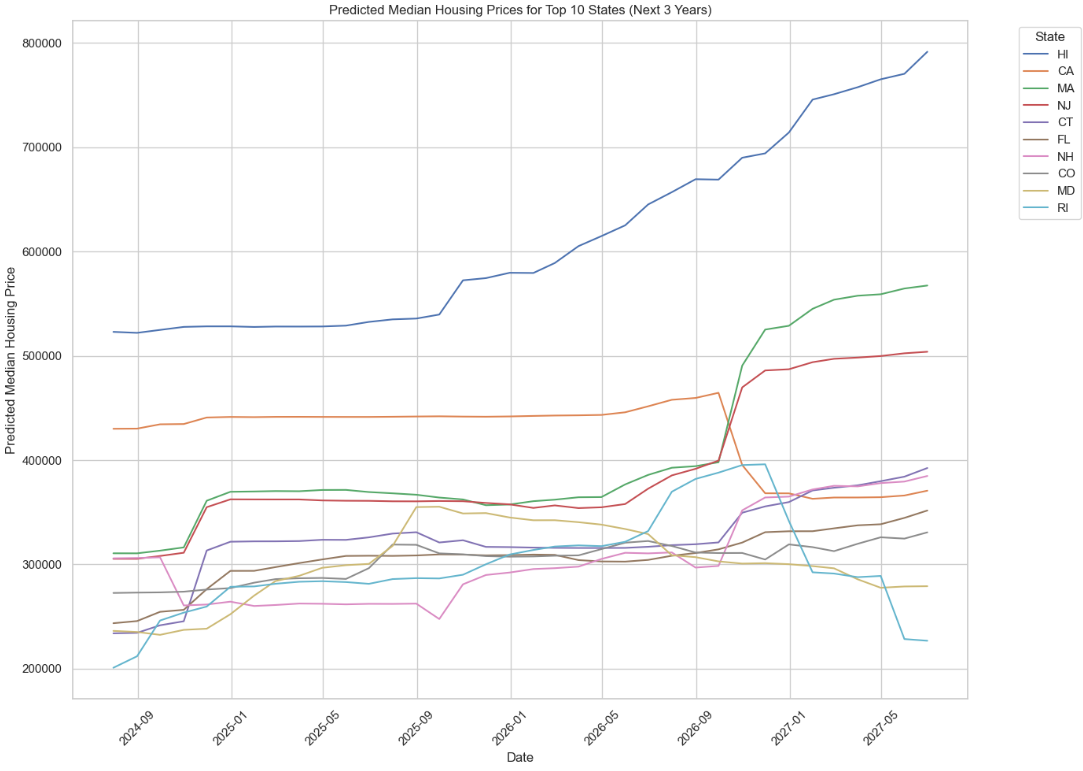 Predicted Median Housing Prices for Top 10 States (Next 3 Years)
State
HI
CA
MA
NJ
CT
FL
NH
CO
MD
RI
Predicted Median Housing Price
800000
700000
600000
500000
400000
300000
200000
2024-09
2025-01
2025-05
2025-09
2026-01
2026-05
2026-09
2027-01
2027-05
Date